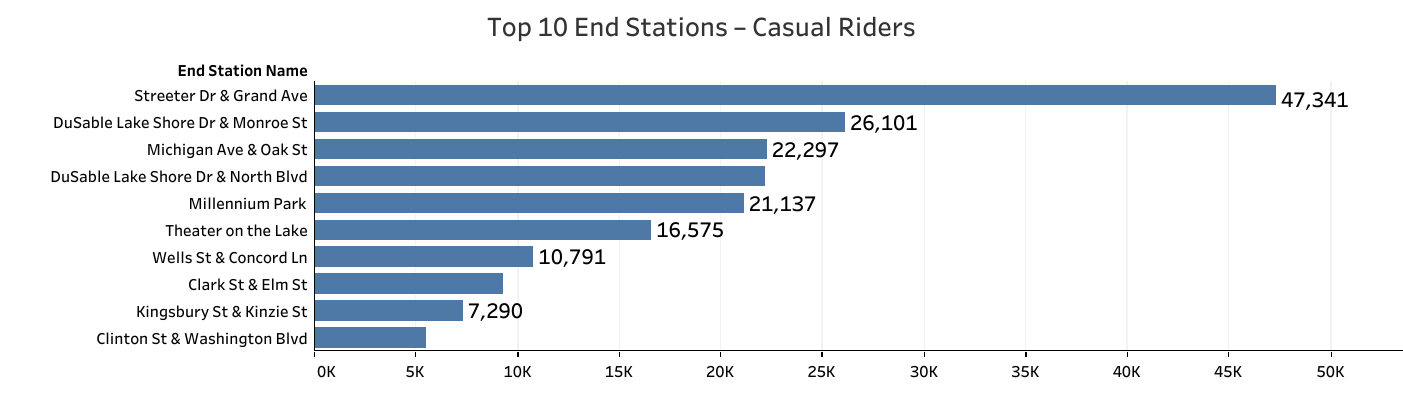 Top 10 End Stations – Casual Riders
End Station Name
Streeter Dr & Grand Ave 47,341
DuSable Lake Shore Dr & Monroe St 26,101
Michigan Ave & Oak St 22,297
DuSable Lake Shore Dr & North Blvd
Millennium Park 21,137
Theater on the Lake 16,575
Wells St & Concord Ln 10,791
Clark St & Elm St
Kingsbury St & Kinzie St 7,290
Clinton St & Washington Blvd
0K 5K 10K 15K 20K 25K 30K 35K 40K 45K 50K